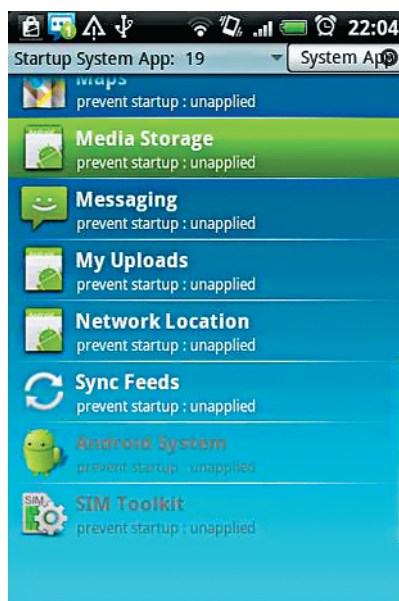 22:04
Startup System App: 19
System App
Maps
prevent startup : unapplied
Media Storage
prevent startup : unapplied
Messaging
prevent startup : unapplied
My Uploads
prevent startup : unapplied
Network Location
prevent startup : unapplied
Sync Feeds
prevent startup : unapplied
Android System
prevent startup : unapplied
SIM
SIM Toolkit
prevent startup : unapplied